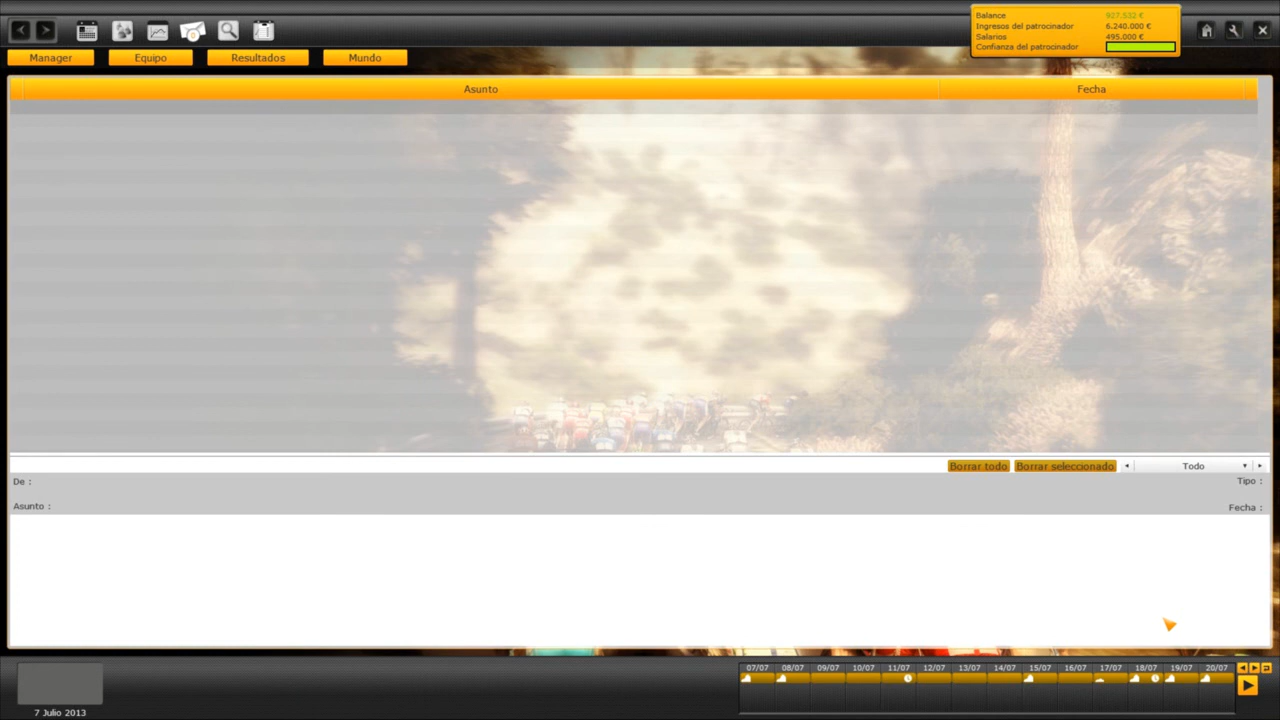 Balance 927.532 €
Ingresos del patrocinador 6.240.000 €
Salarios 495.000 €
Confianza del patrocinador
Manager Equipo Resultados Mundo
Asunto Fecha
Borrar todo Borrar seleccionado Todo
De : Tipo :
Asunto : Fecha :
07/07 08/07 09/07 10/07 11/07 12/07 13/07 14/07 15/07 16/07 17/07 18/07 19/07 20/07
7 Julio 2013